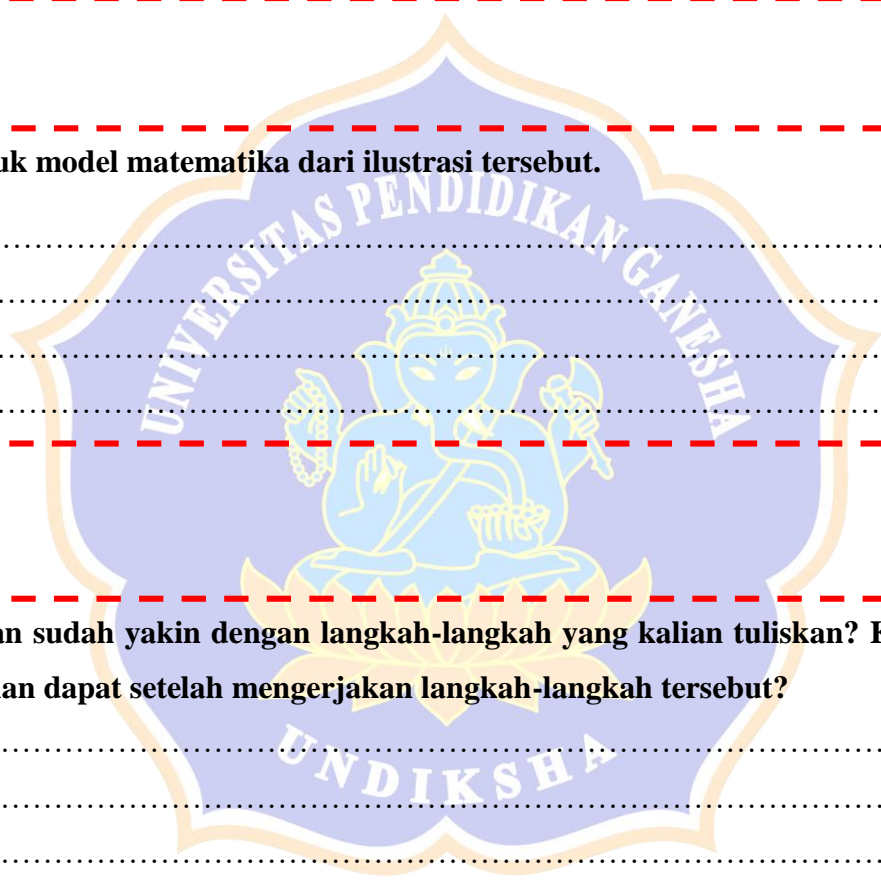 uk model matematika dari ilustrasi tersebut.
UNIVERSITAS PENDIDIKAN GANESHA
an sudah yakin dengan langkah-langkah yang kalian tuliskan? K
ian dapat setelah mengerjakan langkah-langkah tersebut?
UNDIKSHA